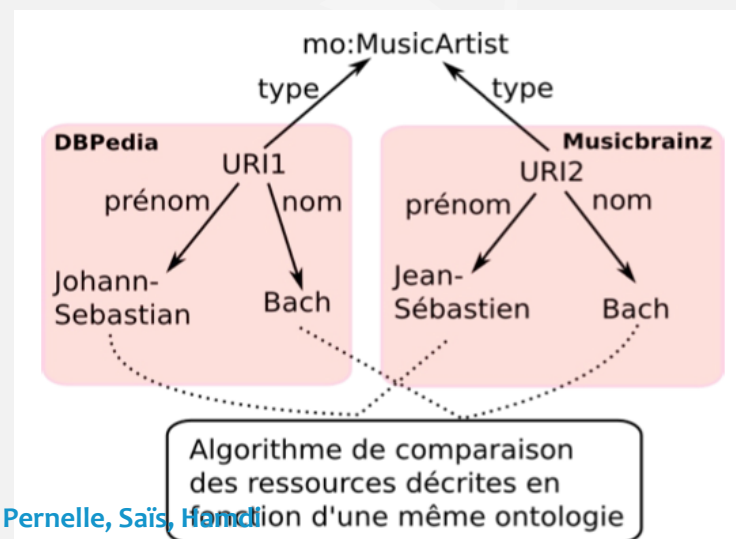 mo:MusicArtist
type
type
DBPedia
Musicbrainz
URI1
URI2
prénom
nom
prénom
nom
Johann-
Sebastian
Bach
Jean-
Sébastien
Bach
Algorithme de comparaison
des ressources décrites en
fonction d'une même ontologie
Pernelle, Saïs, Hamdi